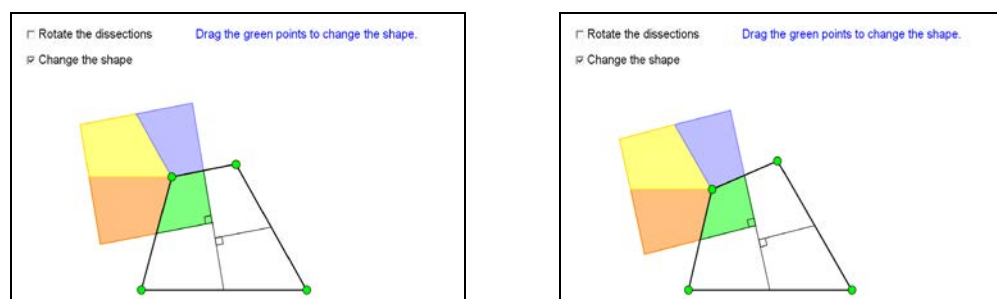 Rotate the dissections Drag the green points to change the shape.
Change the shape
Rotate the dissections Drag the green points to change the shape.
Change the shape